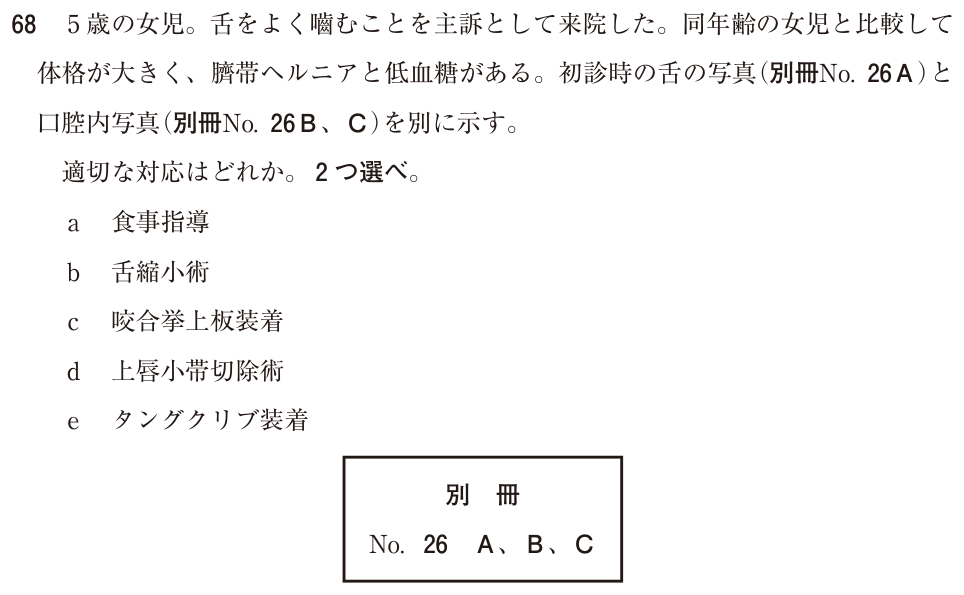 68 5歳の女児。舌をよく嚙むことを主訴として来院した。同年齢の女児と比較して
体格が大きく、臍帯ヘルニアと低血糖がある。初診時の舌の写真(別冊No. 26 A)と
口腔内写真(別冊No. 26 B、C)を別に示す。
適切な対応はどれか。2つ選べ。
a 食事指導
b 舌縮小術
c 咬合挙上板装着
d 上唇小帯切除術
e タングクリブ装着
別 冊
No. 26 A、B、C